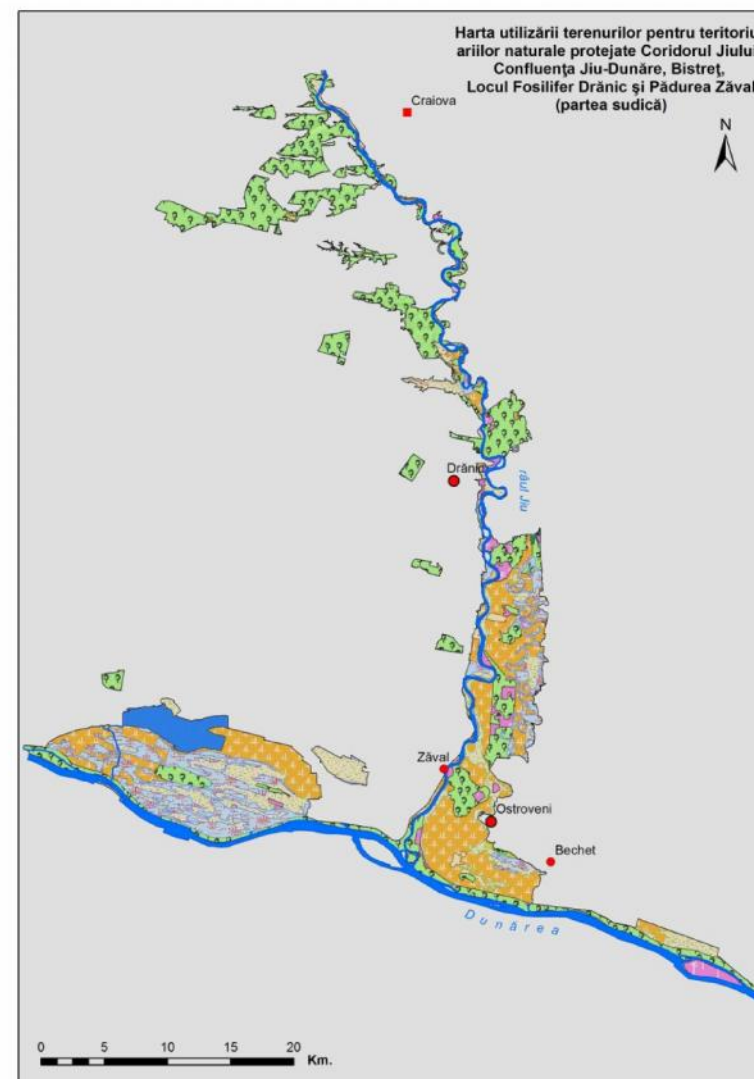 Harta utilizării terenurilor pentru teritoriu
ariilor naturale protejate Coridorul Jiului
Confluența Jiu-Dunăre, Bistreț,
Locul Fosilifer Drănic și Pădurea Zăval
(partea sudică)
N
Craiova
Drănic
râul Jiu
Zăval
Ostroveni
Bechet
Dunărea
0 5 10 15 20
Km.